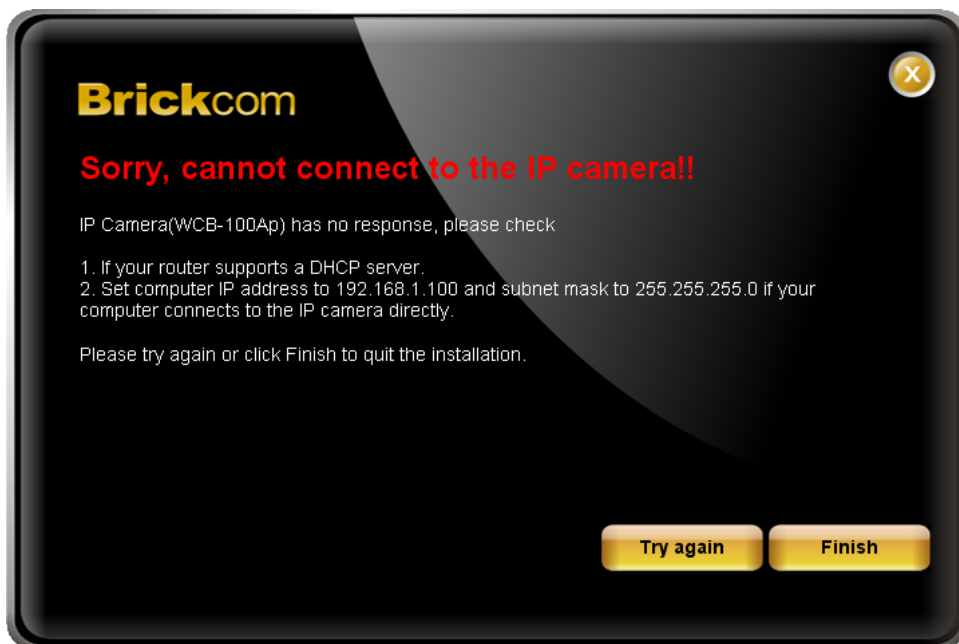 X
Brickcom
Sorry, cannot connect to the IP camera!!
IP Camera(WCB-100Ap) has no response, please check
1. If your router supports a DHCP server.
2. Set computer IP address to 192.168.1.100 and subnet mask to 255.255.255.0 if your
computer connects to the IP camera directly.
Please try again or click Finish to quit the installation.
Try again
Finish